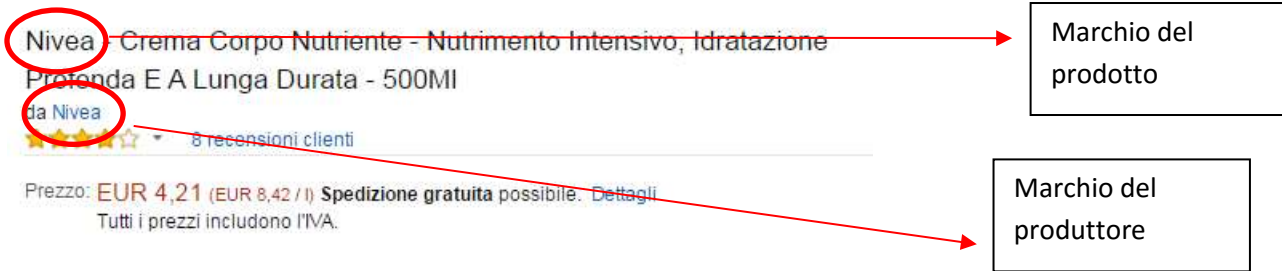 Nivea - Crema Corpo Nutriente - Nutrimento Intensivo, Idratazione
Profonda E A Lunga Durata - 500Ml
da Nivea
8 recensioni clienti
Prezzo: EUR 4,21 (EUR 8,42 / l) Spedizione gratuita possibile. Dettagli
Tutti i prezzi includono l'IVA.
Marchio del
prodotto
Marchio del
produttore